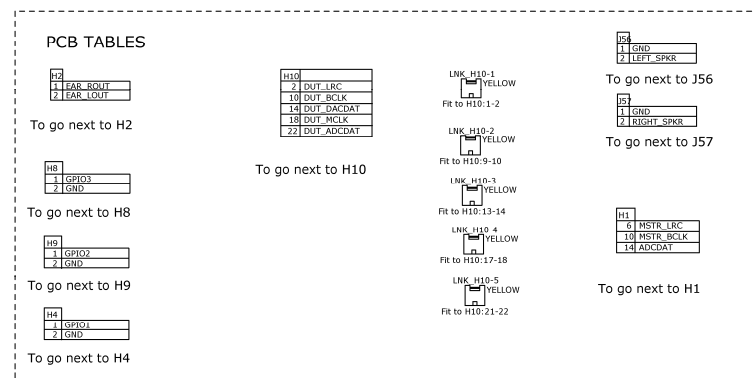 PCB TABLES
H2
1 EAR_ROUT
2 EAR_LOUT
To go next to H2
H8
1 GPIO3
2 GND
To go next to H8
H9
1 GPIO2
2 GND
To go next to H9
H4
1 GPIO1
2 GND
To go next to H4
H10
2 DUT_LRC
10 DUT_BCLK
14 DUT_DACDAT
18 DUT_MCLK
22 DUT_ADCDAT
To go next to H10
LNK_H10-1
YELLOW
Fit to H10:1-2
LNK_H10-2
YELLOW
Fit to H10:9-10
LNK_H10-3
YELLOW
Fit to H10:13-14
LNK_H10_4
YELLOW
Fit to H10:17-18
LNK_H10-5
YELLOW
Fit to H10:21-22
J56
1 GND
2 LEFT_SPKR
To go next to J56
J57
1 GND
2 RIGHT_SPKR
To go next to J57
H1
6 MSTR_LRC
10 MSTR_BCLK
14 ADCDAT
To go next to H1